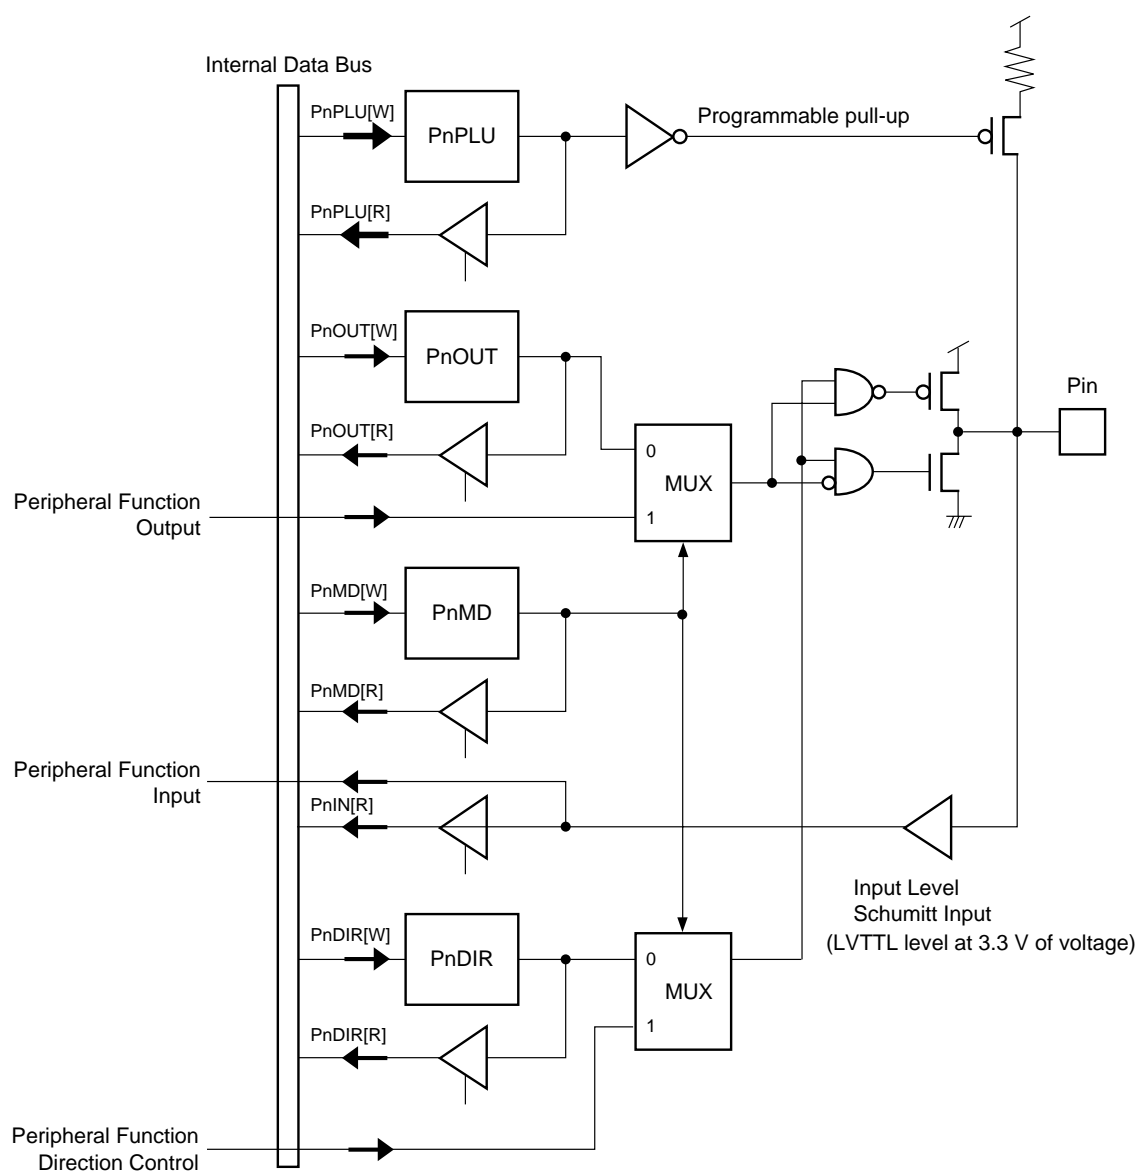 Internal Data Bus
PnPLU[W]
PnPLU
Programmable pull-up
PnPLU[R]
PnOUT[W]
PnOUT
Pin
PnOUT[R]
0
MUX
1
Peripheral Function
Output
PnMD[W]
PnMD
PnMD[R]
Peripheral Function
Input
PnIN[R]
Input Level
Schumitt Input
(LVTTL level at 3.3 V of voltage)
PnDIR[W]
PnDIR
0
MUX
1
PnDIR[R]
Peripheral Function
Direction Control